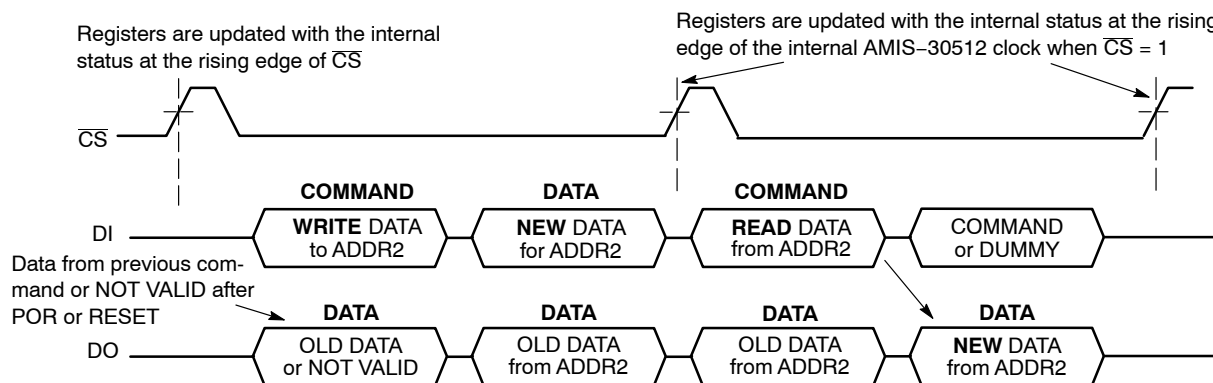 Registers are updated with the internal
status at the rising edge of C̅S̅
Registers are updated with the internal status at the rising
edge of the internal AMIS−30512 clock when C̅S̅ = 1
C̅S̅
COMMAND
DATA
COMMAND
DI
WRITE DATA
to ADDR2
NEW DATA
for ADDR2
READ DATA
from ADDR2
COMMAND
or DUMMY
Data from previous com-
mand or NOT VALID after
POR or RESET
DATA
DATA
DATA
DATA
DO
OLD DATA
or NOT VALID
OLD DATA
from ADDR2
OLD DATA
from ADDR2
NEW DATA
from ADDR2